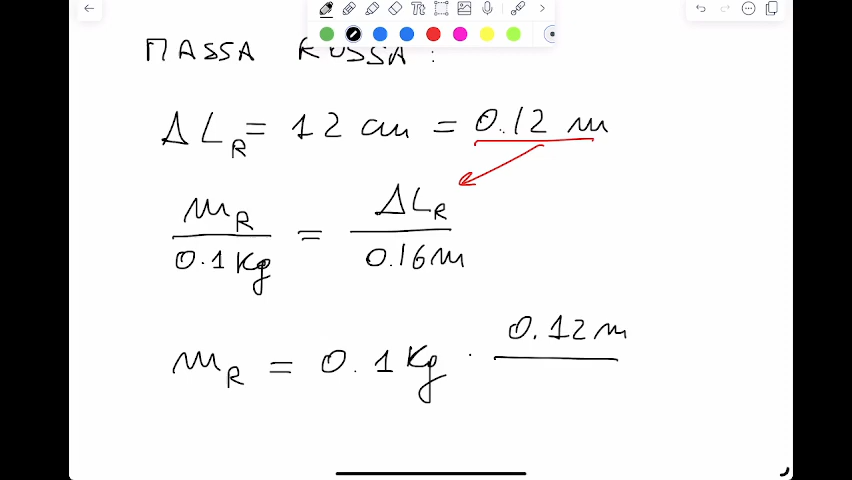 MASSA ROSSA:
ΔL_R = 12 cm = 0.12 m
m_R / 0.1 Kg = ΔL_R / 0.16 m
m_R = 0.1 Kg · 0.12 m